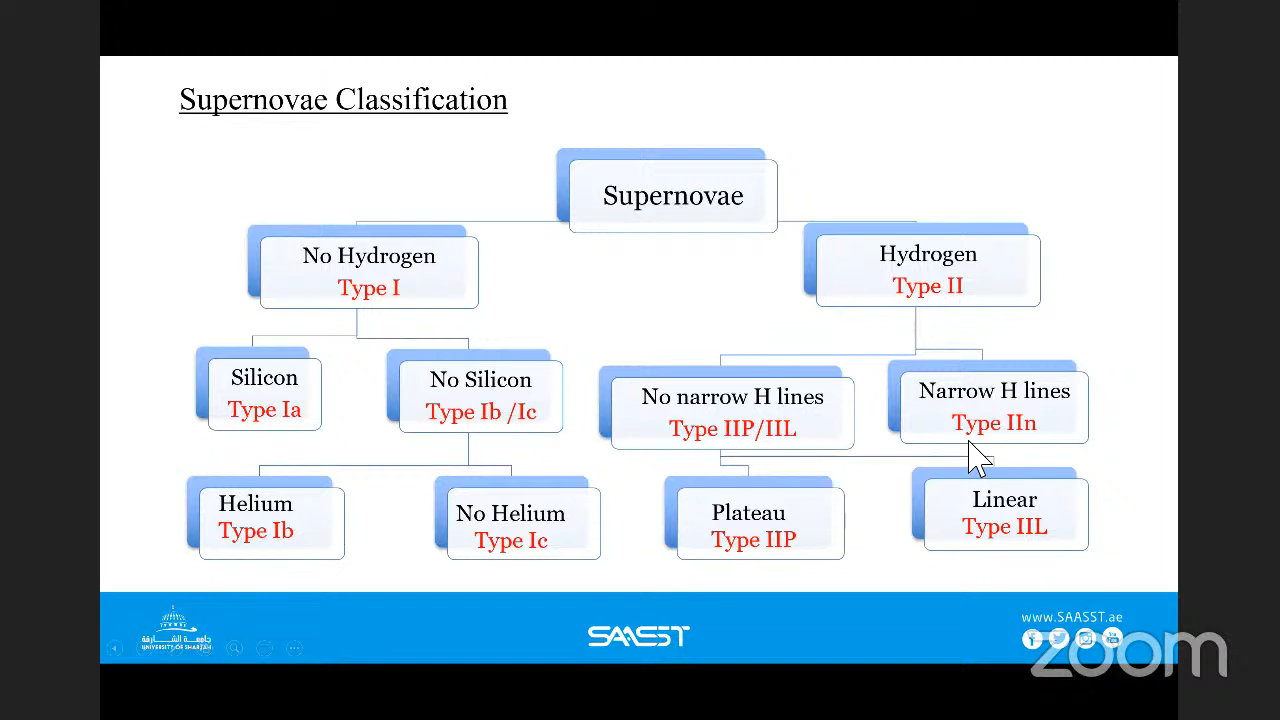 Supernovae Classification
Supernovae
No Hydrogen
Type I
Hydrogen
Type II
Silicon
Type Ia
No Silicon
Type Ib /Ic
No narrow H lines
Type IIP/IIL
Narrow H lines
Type IIn
Helium
Type Ib
No Helium
Type Ic
Plateau
Type IIP
Linear
Type IIL
جامعة الشارقة
UNIVERSITY OF SHARJAH
SAASST
www.SAASST.ae
zoom